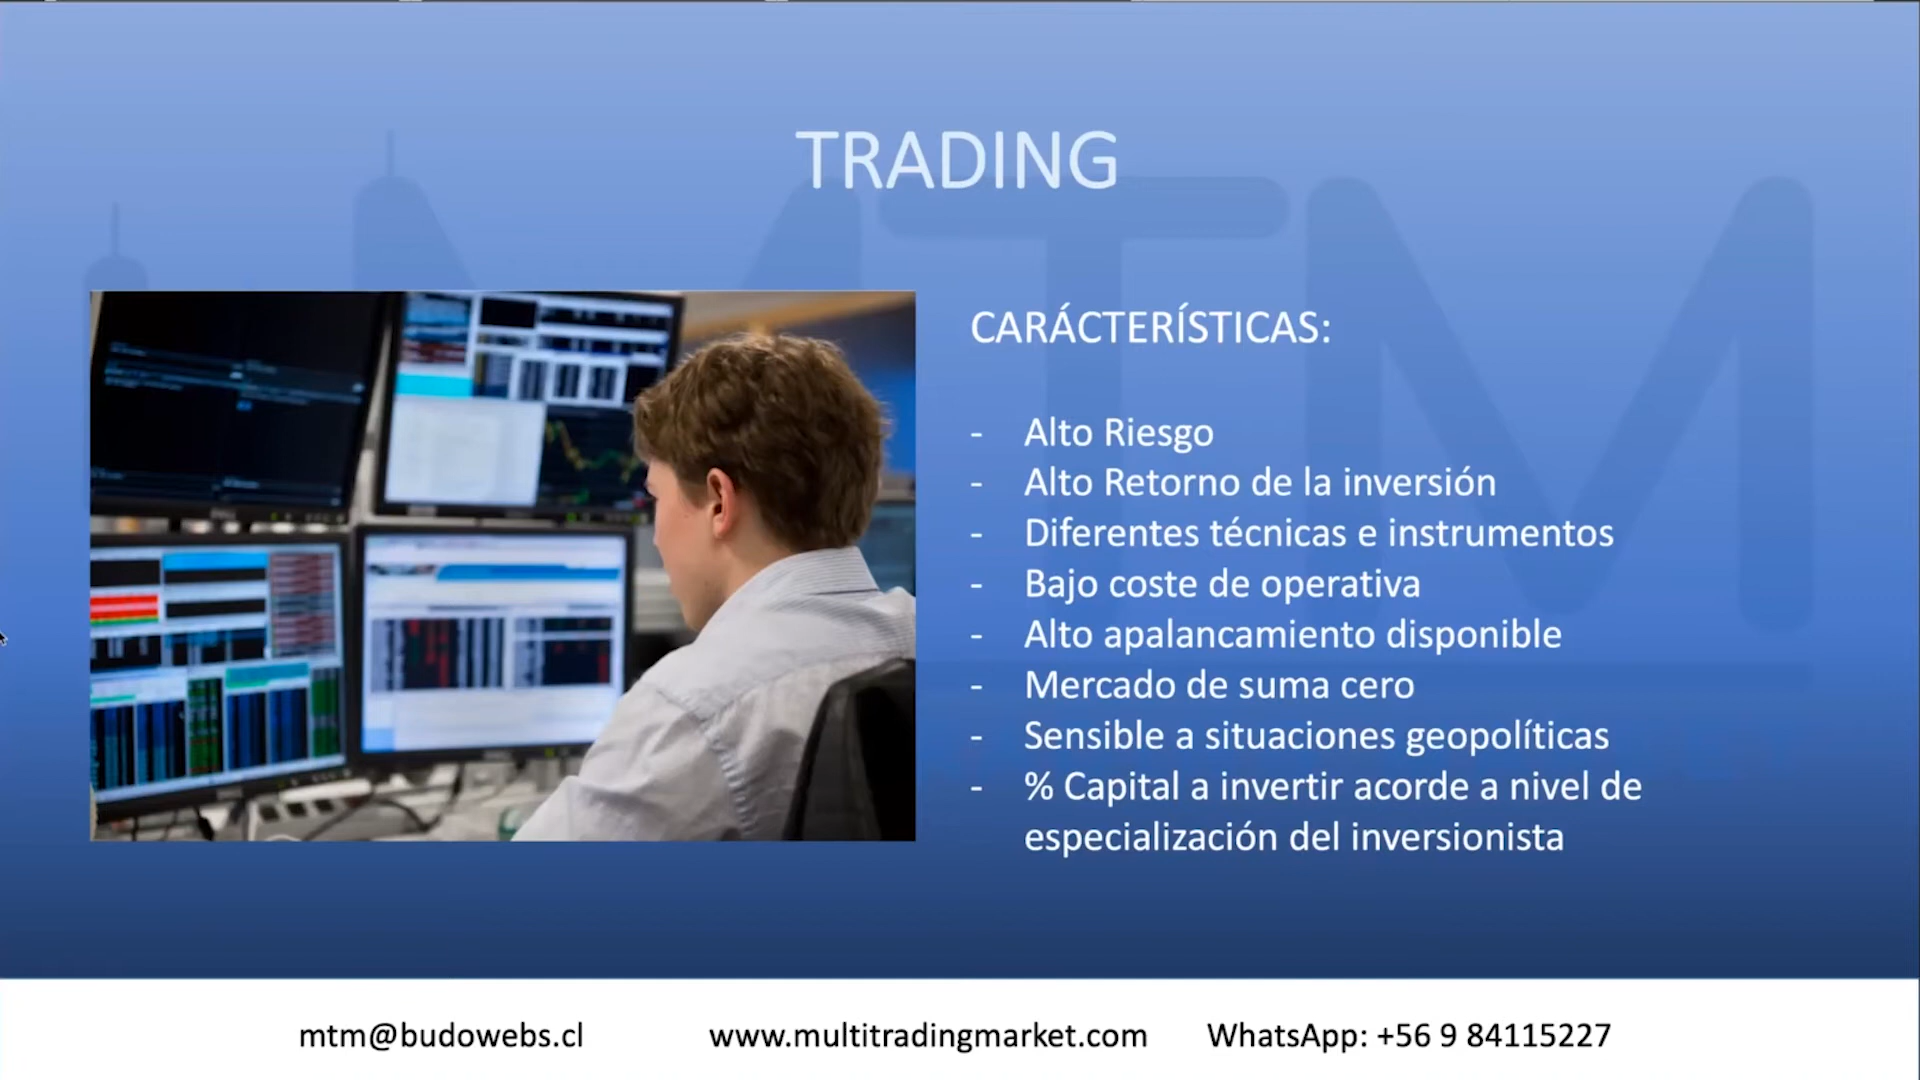 TRADING
CARÁCTERÍSTICAS:
- Alto Riesgo
- Alto Retorno de la inversión
- Diferentes técnicas e instrumentos
- Bajo coste de operativa
- Alto apalancamiento disponible
- Mercado de suma cero
- Sensible a situaciones geopolíticas
- % Capital a invertir acorde a nivel de
especialización del inversionista
mtm@budowebs.cl www.multitradingmarket.com WhatsApp: +56 9 84115227
MTM